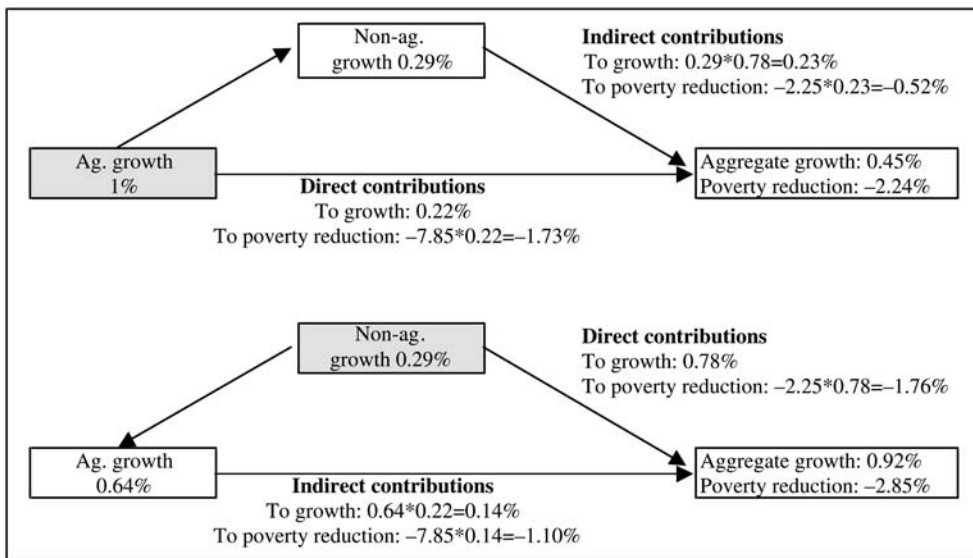 Non-ag.
growth 0.29%
Indirect contributions
To growth: 0.29*0.78=0.23%
To poverty reduction: –2.25*0.23=–0.52%
Ag. growth
1%
Aggregate growth: 0.45%
Poverty reduction: –2.24%
Direct contributions
To growth: 0.22%
To poverty reduction: –7.85*0.22=–1.73%
Non-ag.
growth 0.29%
Direct contributions
To growth: 0.78%
To poverty reduction: –2.25*0.78=–1.76%
Ag. growth
0.64%
Aggregate growth: 0.92%
Poverty reduction: –2.85%
Indirect contributions
To growth: 0.64*0.22=0.14%
To poverty reduction: –7.85*0.14=–1.10%